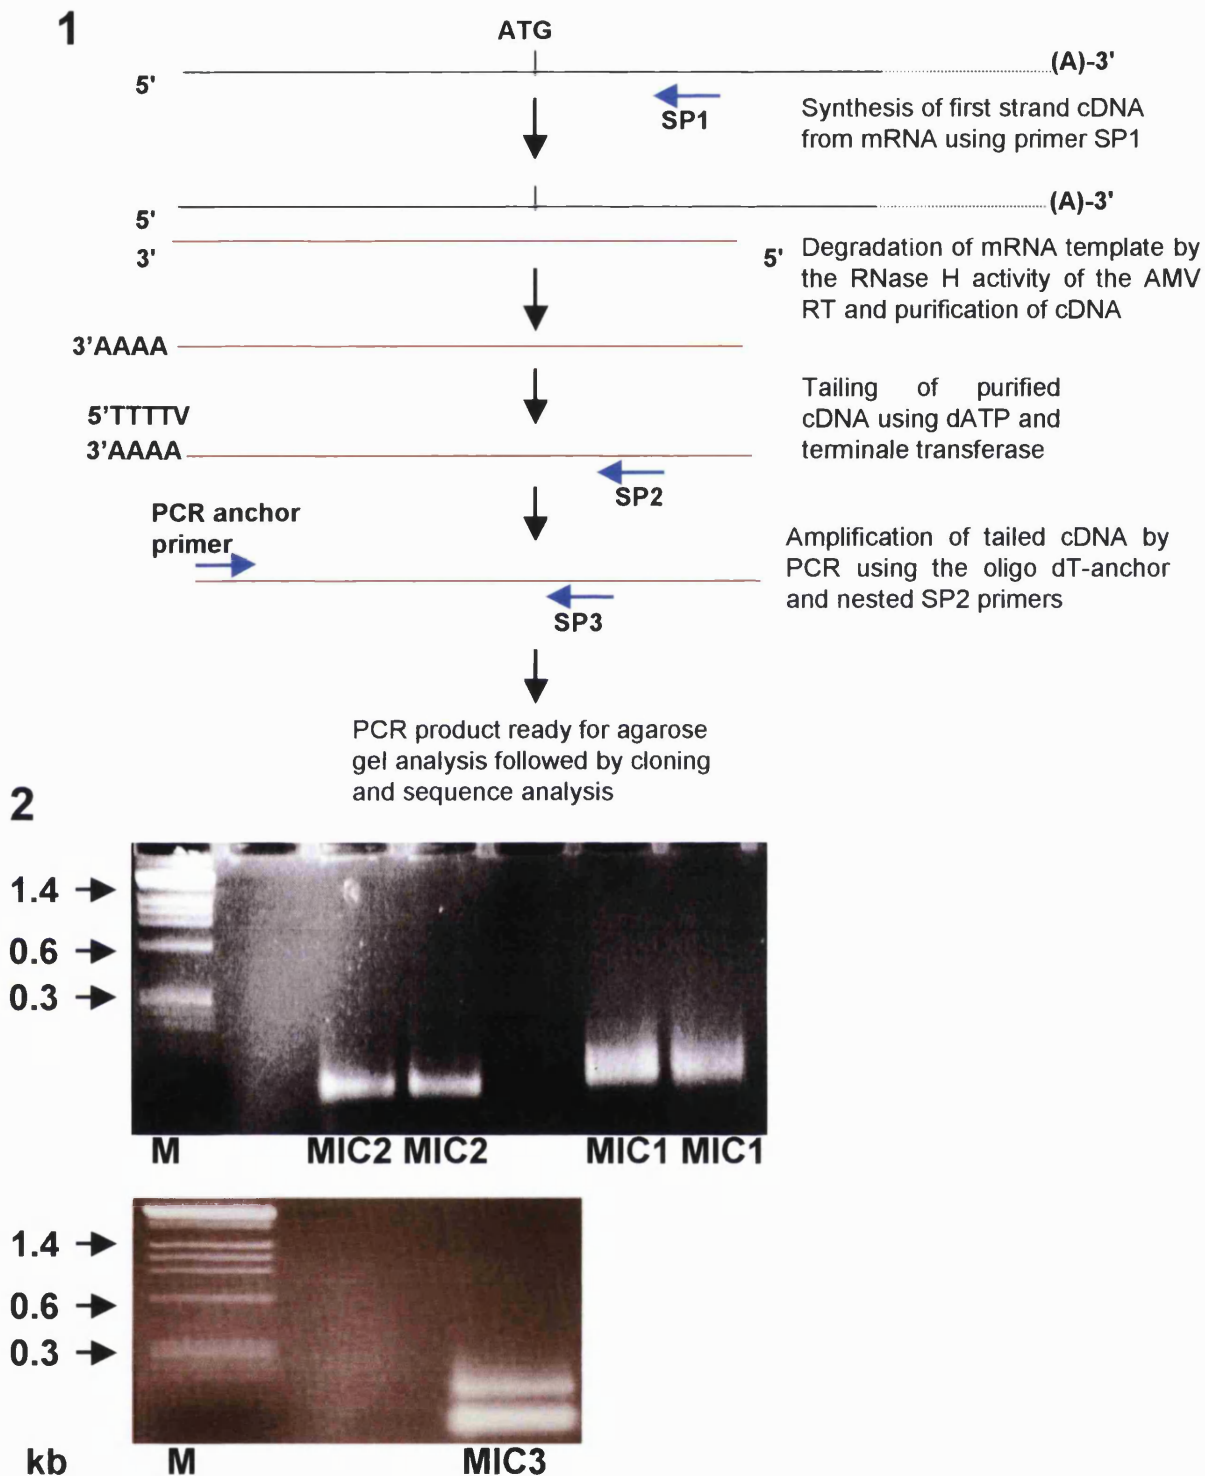 1
ATG
5'
(A)-3'
SP1
Synthesis of first strand cDNA
from mRNA using primer SP1
5'
(A)-3'
3'
5'
Degradation of mRNA template by
the RNase H activity of the AMV
RT and purification of cDNA
3'AAAA
Tailing of purified
cDNA using dATP and
terminale transferase
5'TTTTV
3'AAAA
SP2
PCR anchor
primer
SP3
Amplification of tailed cDNA by
PCR using the oligo dT-anchor
and nested SP2 primers
PCR product ready for agarose
gel analysis followed by cloning
and sequence analysis
2
1.4
0.6
0.3
M MIC2 MIC2 MIC1 MIC1
1.4
0.6
0.3
kb M MIC3